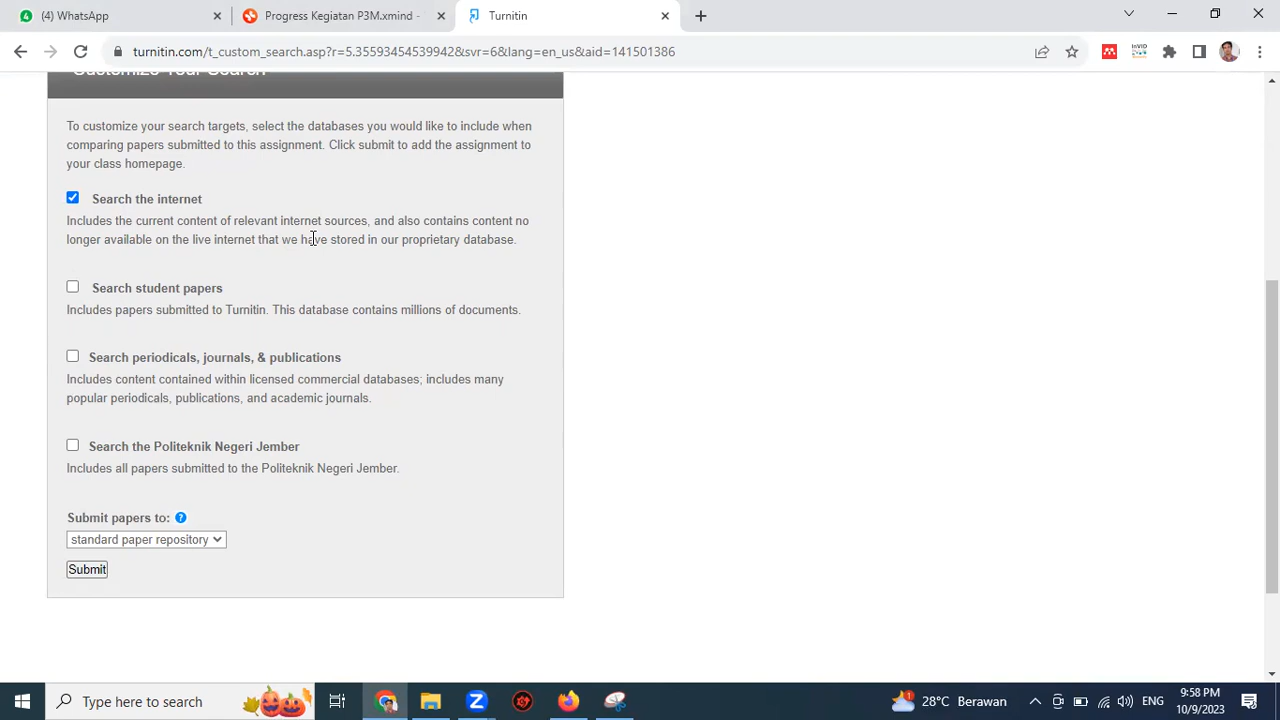 4
(4) WhatsApp
Progress Kegiatan P3M.xmind -
Turnitin
turnitin.com/t_custom_search.asp?r=5.35593454539942&svr=6&lang=en_us&aid=141501386
InVID
Customize Your Search
To customize your search targets, select the databases you would like to include when
comparing papers submitted to this assignment. Click submit to add the assignment to
your class homepage.
Search the internet
Includes the current content of relevant internet sources, and also contains content no
longer available on the live internet that we have stored in our proprietary database.
Search student papers
Includes papers submitted to Turnitin. This database contains millions of documents.
Search periodicals, journals, & publications
Includes content contained within licensed commercial databases; includes many
popular periodicals, publications, and academic journals.
Search the Politeknik Negeri Jember
Includes all papers submitted to the Politeknik Negeri Jember.
Submit papers to: ?
standard paper repository
Submit
Type here to search
1
28°C Berawan
ENG
9:58 PM
10/9/2023